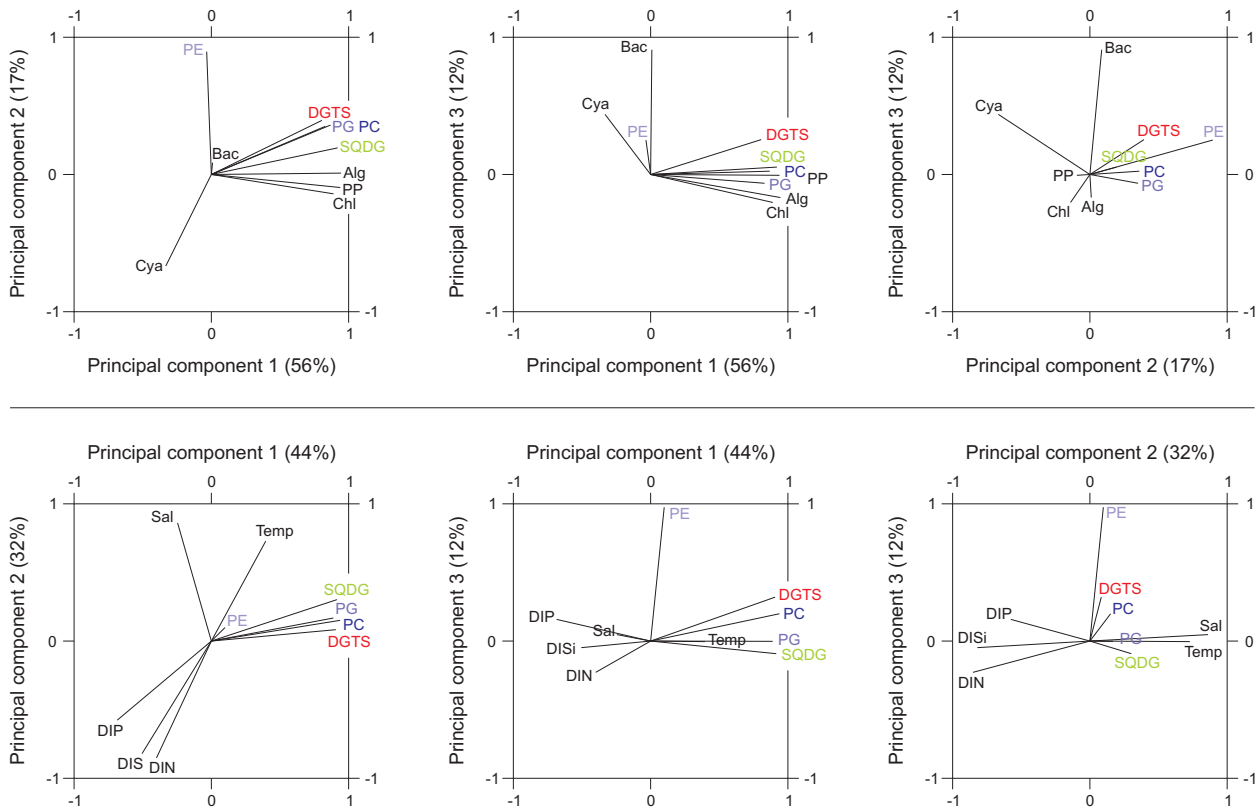 -1 0 1
1 1
Principal component 2 (17%)
PE
DGTS
PG PC
SQDG
Bac
0
Alg
PP
Chl
Cya
-1 -1
-1 0 1
Principal component 1 (56%)
-1 0 1
1 1
Principal component 3 (12%)
Bac
Cya
PE
DGTS
SQDG
0
PC
PP
PG
Alg
Chl
-1 -1
-1 0 1
Principal component 1 (56%)
-1 0 1
1 1
Principal component 3 (12%)
Bac
Cya
DGTS
PE
SQDG
0 0
PP
PC
PG
Chl
Alg
-1 -1
-1 0 1
Principal component 2 (17%)
Principal component 1 (44%)
-1 0 1
1 1
Principal component 2 (32%)
Sal
Temp
SQDG
PG
PE
PC
0
DGTS
DIP
DIS
DIN
-1 -1
-1 0 1
Principal component 1 (44%)
-1 0 1
1 1
Principal component 3 (12%)
PE
DGTS
DIP
PC
Sal
0
Temp
PG
DISi
SQDG
DIN
-1 -1
-1 0 1
Principal component 2 (32%)
-1 0 1
1 1
Principal component 3 (12%)
PE
DGTS
DIP
PC
Sal
DISi
PG
0 0
Temp
SQDG
DIN
-1 -1
-1 0 1